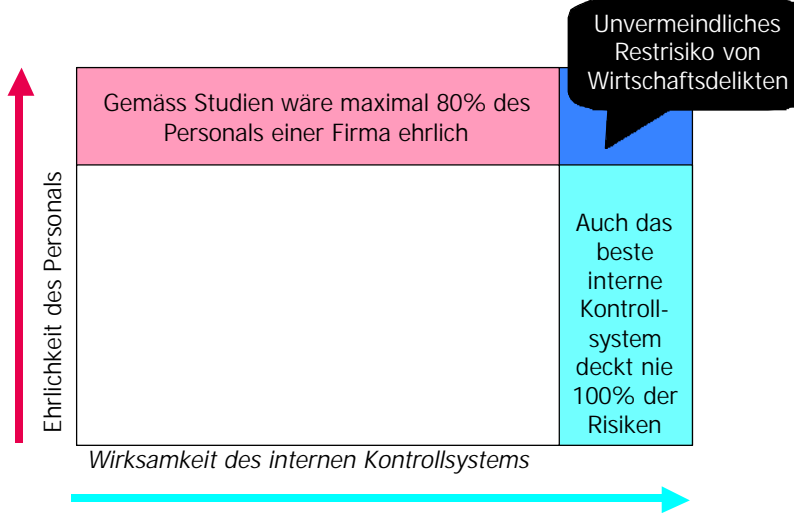 Unvermeindliches
Restrisiko von
Wirtschaftsdelikten
Gemäss Studien wäre maximal 80% des
Personals einer Firma ehrlich
Ehrlichkeit des Personals
Auch das
beste
interne
Kontroll-
system
deckt nie
100% der
Risiken
Wirksamkeit des internen Kontrollsystems